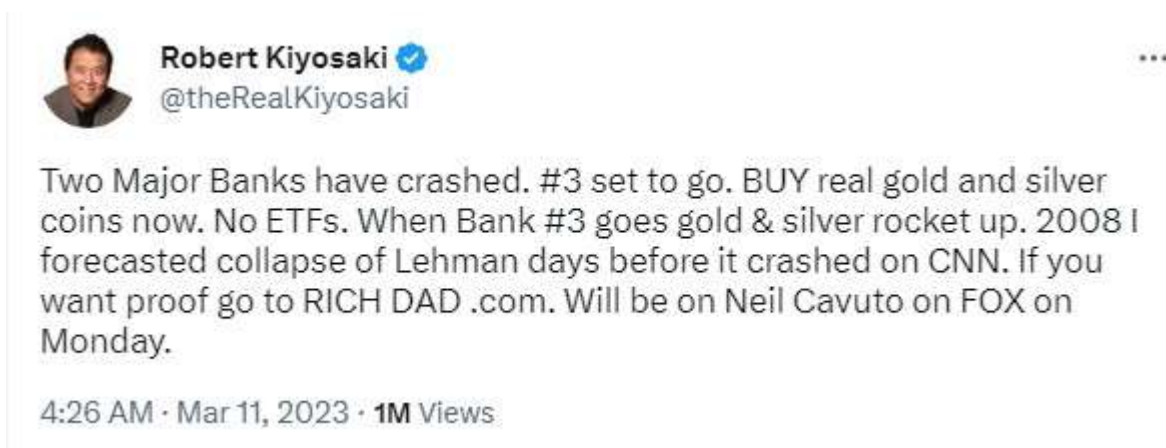 Robert Kiyosaki
@theRealKiyosaki
Two Major Banks have crashed. #3 set to go. BUY real gold and silver
coins now. No ETFs. When Bank #3 goes gold & silver rocket up. 2008 I
forecasted collapse of Lehman days before it crashed on CNN. If you
want proof go to RICH DAD .com. Will be on Neil Cavuto on FOX on
Monday.
4:26 AM · Mar 11, 2023 · 1M Views